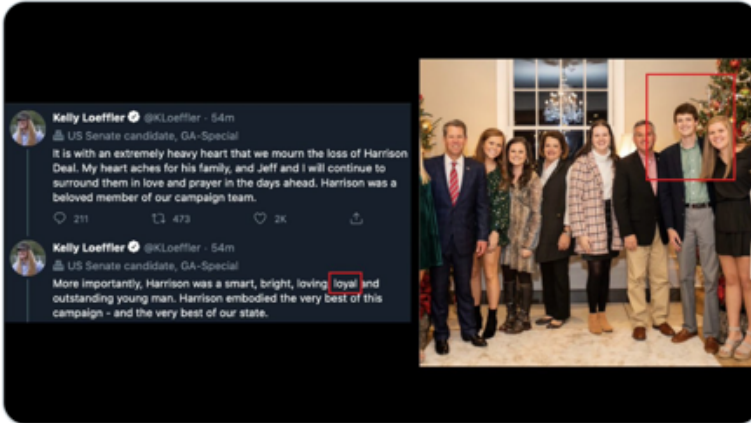 Kelly Loeffler @KLoeffler · 54m
US Senate candidate, GA-Special
It is with an extremely heavy heart that we mourn the loss of Harrison
Deal. My heart aches for his family, and Jeff and I will continue to
surround them in love and prayer in the days ahead. Harrison was a
beloved member of our campaign team.
211 473 2K
Kelly Loeffler @KLoeffler · 54m
US Senate candidate, GA-Special
More importantly, Harrison was a smart, bright, loving, loyal and
outstanding young man. Harrison embodied the very best of this
campaign - and the very best of our state.